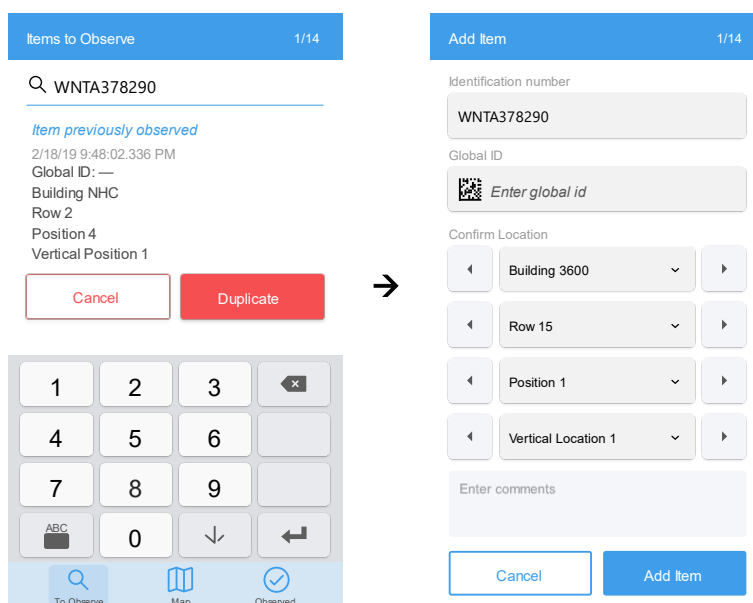 Items to Observe 1/14
WNTA378290
Item previously observed
2/18/19 9:48:02.336 PM
Global ID: —
Building NHC
Row 2
Position 4
Vertical Position 1
Cancel Duplicate
1 2 3
4 5 6
7 8 9
ABC 0
To Observe Map Observed
Add Item 1/14
Identification number
WNTA378290
Global ID
Enter global id
Confirm Location
Building 3600
Row 15
Position 1
Vertical Location 1
Enter comments
Cancel Add Item